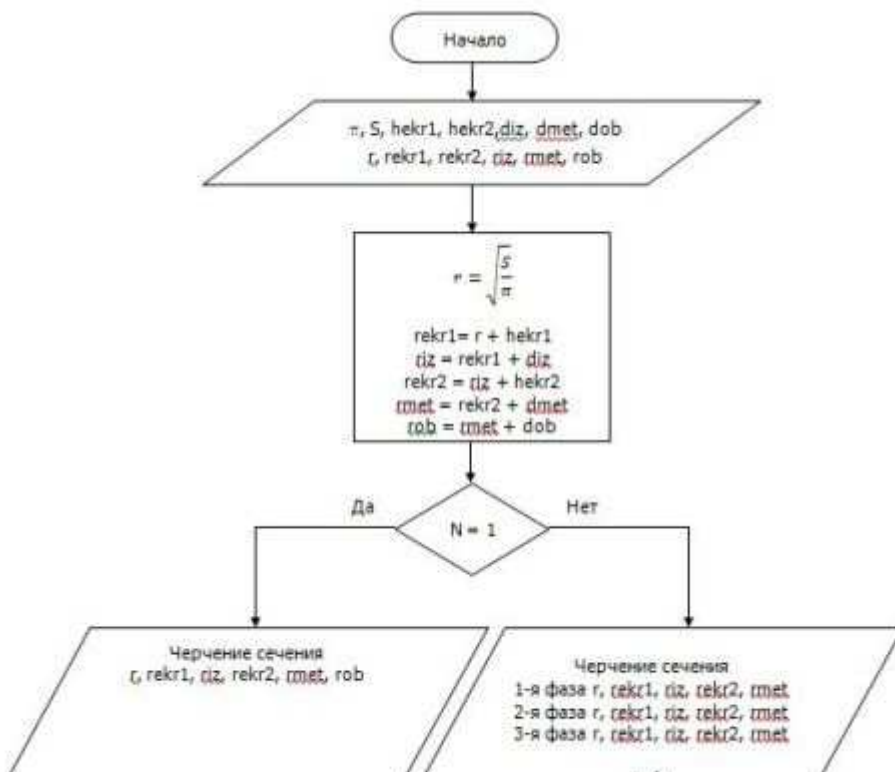 Начало
π, S, hekr1, hekr2,diz, dmet, dob
r, rekr1, rekr2, riz, rmet, rob
r = √S/π
rekr1= r + hekr1
riz = rekr1 + diz
rekr2 = riz + hekr2
rmet = rekr2 + dmet
rob = rmet + dob
Да
Нет
N = 1
Черчение сечения
r, rekr1, riz, rekr2, rmet, rob
Черчение сечения
1-я фаза r, rekr1, riz, rekr2, rmet
2-я фаза r, rekr1, riz, rekr2, rmet
3-я фаза r, rekr1, riz, rekr2, rmet